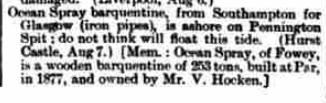 Ocean Spray barquentine, from Southampton for
Glasgow (iron pipes), is ashore on Pennington
Spit; do not think will float this tide. (Hurst
Castle, Aug 7.) [Mem.: Ocean Spray, of Fowey,
is a wooden barquentine of 253 tons, built at Par,
in 1877, and owned by Mr. V. Hocken.]